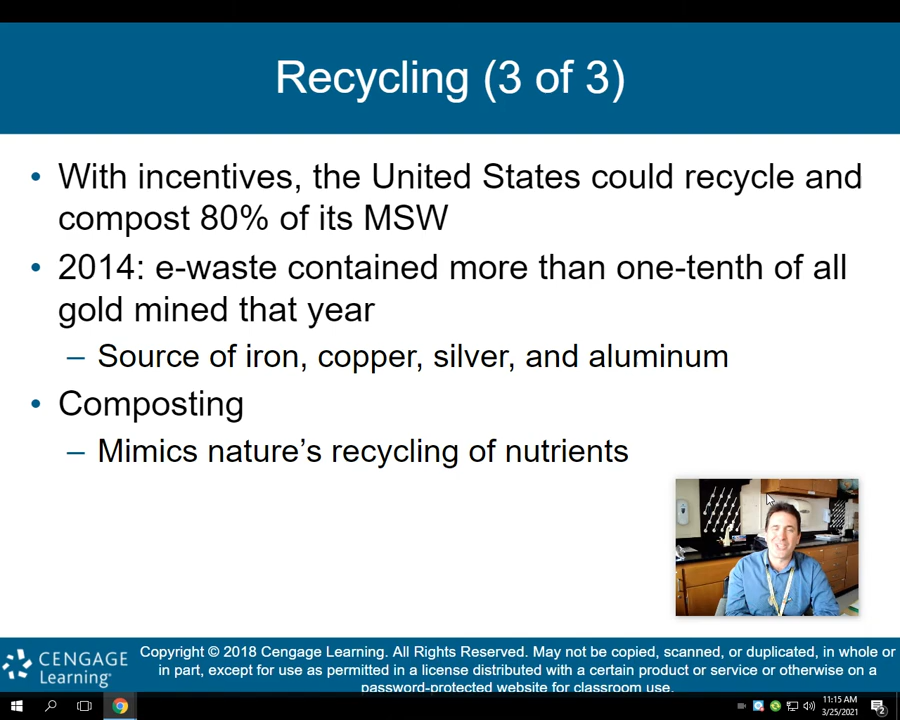 Recycling (3 of 3)
• With incentives, the United States could recycle and
compost 80% of its MSW
• 2014: e-waste contained more than one-tenth of all
gold mined that year
– Source of iron, copper, silver, and aluminum
• Composting
– Mimics nature’s recycling of nutrients
CENGAGE
Learning™
Copyright © 2018 Cengage Learning. All Rights Reserved. May not be copied, scanned, or duplicated, in whole or
in part, except for use as permitted in a license distributed with a certain product or service or otherwise on a
password-protected website for classroom use.
11:15 AM
3/25/2021
2